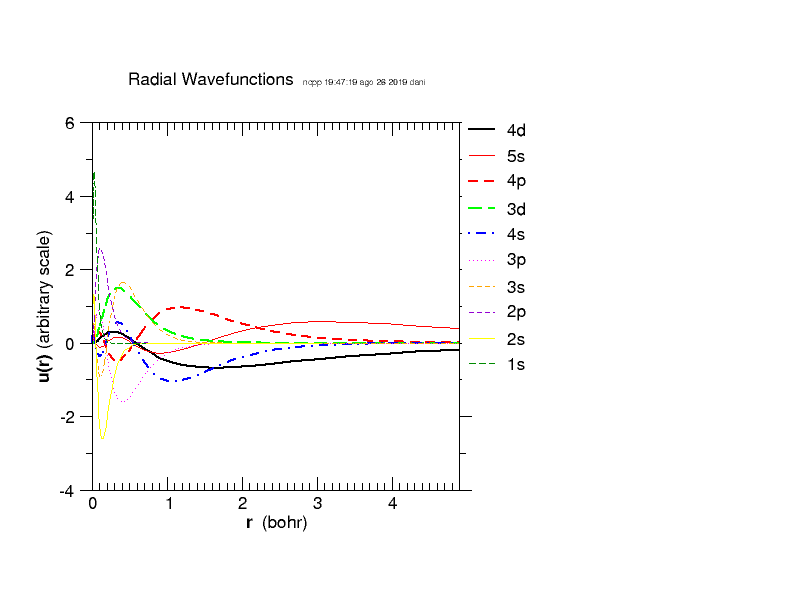 Radial Wavefunctions ncpp 19:47:19 ago 26 2019 dani
6
4
2
0
-2
-4
0 1 2 3 4
u(r) (arbitrary scale)
r (bohr)
4d
5s
4p
3d
4s
3p
3s
2p
2s
1s